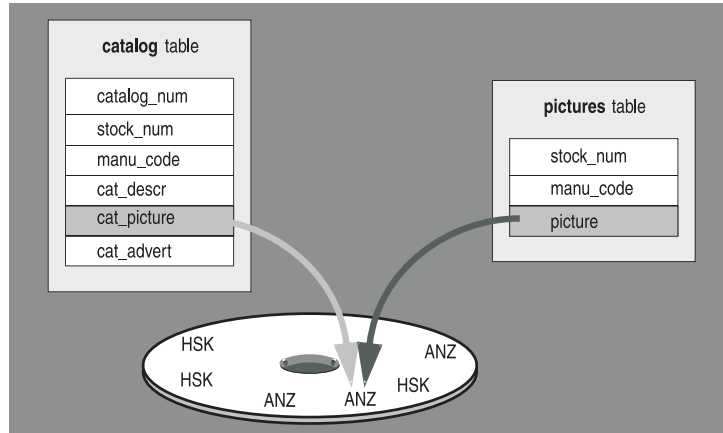 catalog table
catalog_num
stock_num
manu_code
cat_descr
cat_picture
cat_advert
pictures table
stock_num
manu_code
picture
HSK
ANZ
HSK
HSK
ANZ
ANZ